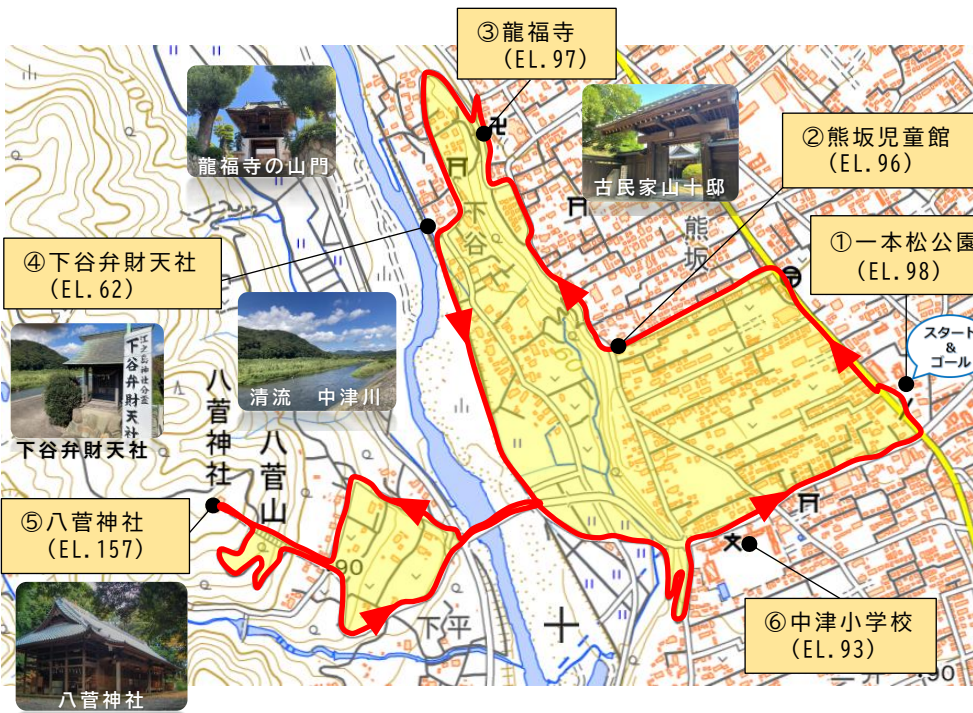 ③龍福寺
(EL.97)
龍福寺の山門
古民家山十邸
②熊坂児童館
(EL.96)
①一本松公園
(EL.98)
スタート
&
ゴール
熊坂
下谷
④下谷弁財天社
(EL.62)
江之島神社分霊
下谷弁財天社
下谷弁財天社
清流 中津川
八菅神社
八菅山
⑤八菅神社
(EL.157)
90
下平
十
文
⑥中津小学校
(EL.93)
90
八菅神社